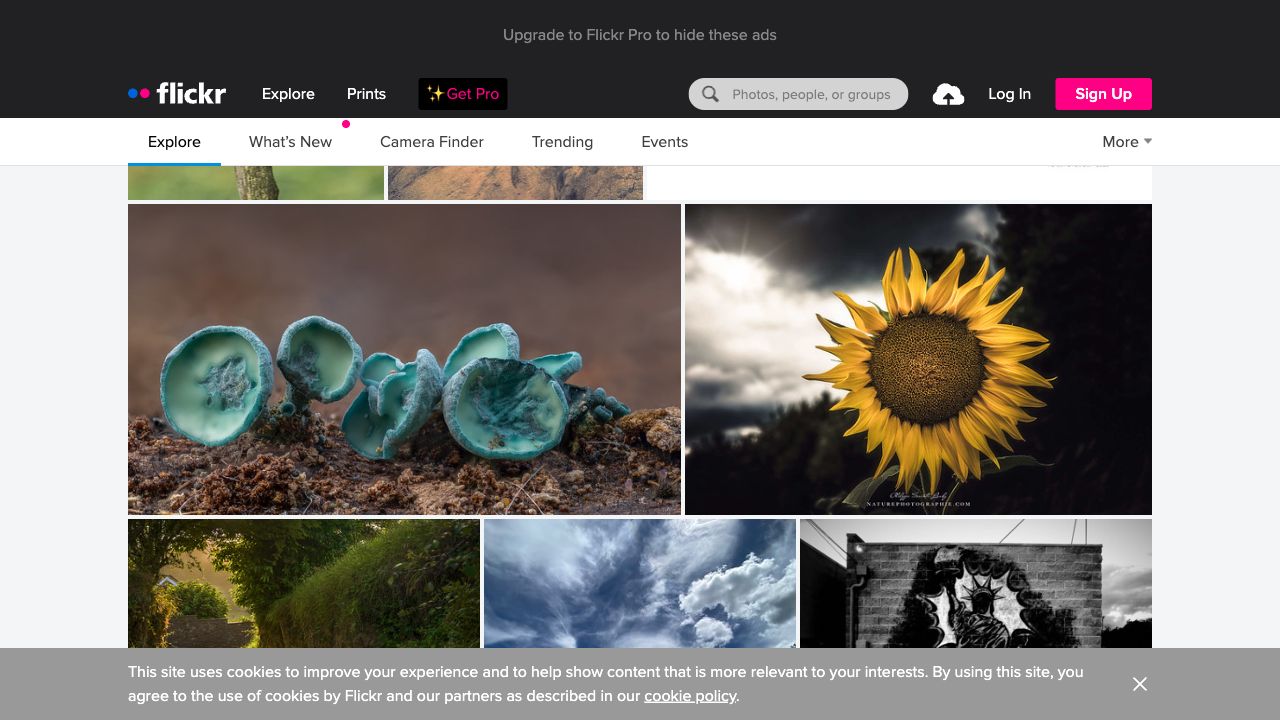 Upgrade to Flickr Pro to hide these ads
flickr
Explore
Prints
✨Get Pro
Photos, people, or groups
Log In
Sign Up
Explore
What's New
Camera Finder
Trending
Events
More
NATUREPHOTOGRAPHIE.COM
This site uses cookies to improve your experience and to help show content that is more relevant to your interests. By using this site, you
agree to the use of cookies by Flickr and our partners as described in our cookie policy.